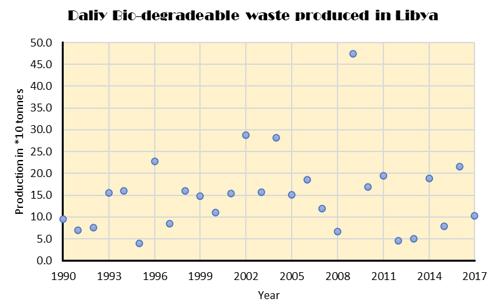 Daliy Bio-degradeable waste produced in Libya
50.0
45.0
40.0
35.0
30.0
25.0
20.0
15.0
10.0
5.0
0.0
Production in *10 tonnes
1990 1993 1996 1999 2002 2005 2008 2011 2014 2017
Year